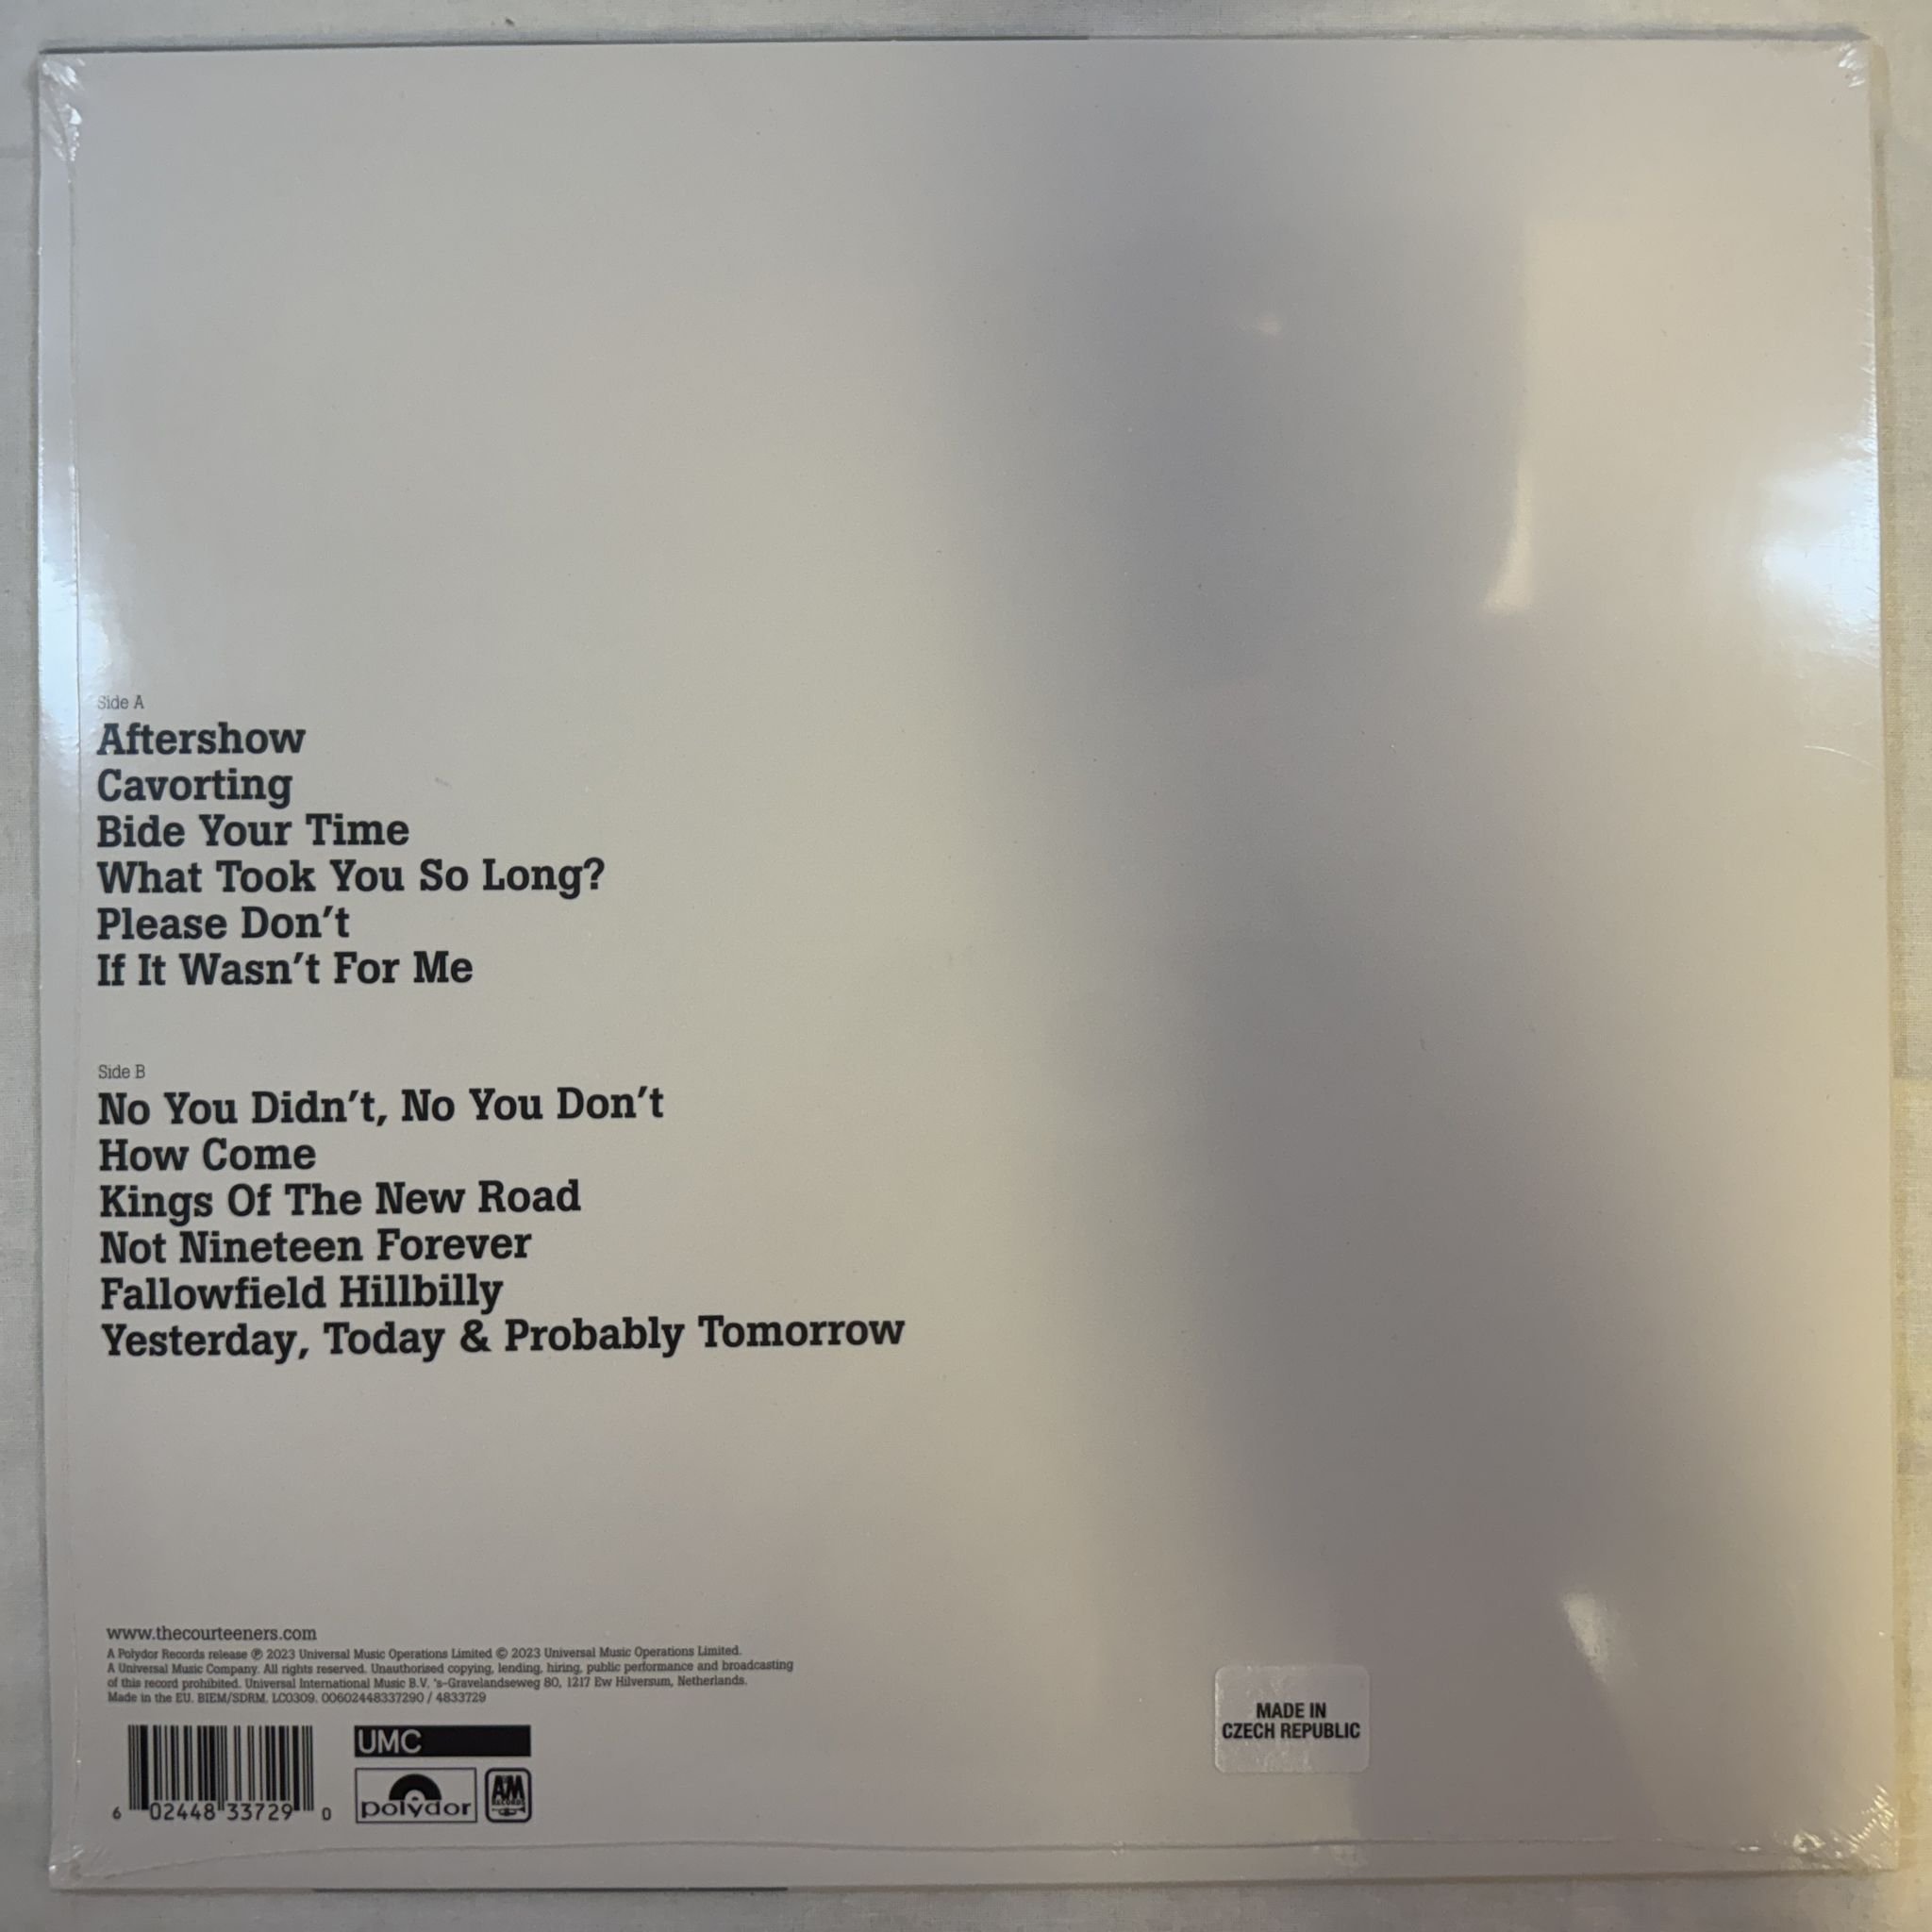 Side A
Aftershow
Cavorting
Bide Your Time
What Took You So Long?
Please Don't
If It Wasn't For Me
Side B
No You Didn't, No You Don't
How Come
Kings Of The New Road
Not Nineteen Forever
Fallowfield Hillbilly
Yesterday, Today & Probably Tomorrow
www.thecourteeners.com
A Polydor Records release ℗ 2023 Universal Music Operations Limited © 2023 Universal Music Operations Limited.
A Universal Music Company. All rights reserved. Unauthorised copying, lending, hiring, public performance and broadcasting
of this record prohibited. Universal International Music B.V. 's-Gravelandseweg 80, 1217 Ew Hilversum, Netherlands.
Made in the EU. BIEM/SDRM. LC0309. 00602448337290 / 4833729
6 02448 33729 0
UMC
polydor
AM
RECORDS
MADE IN
CZECH REPUBLIC